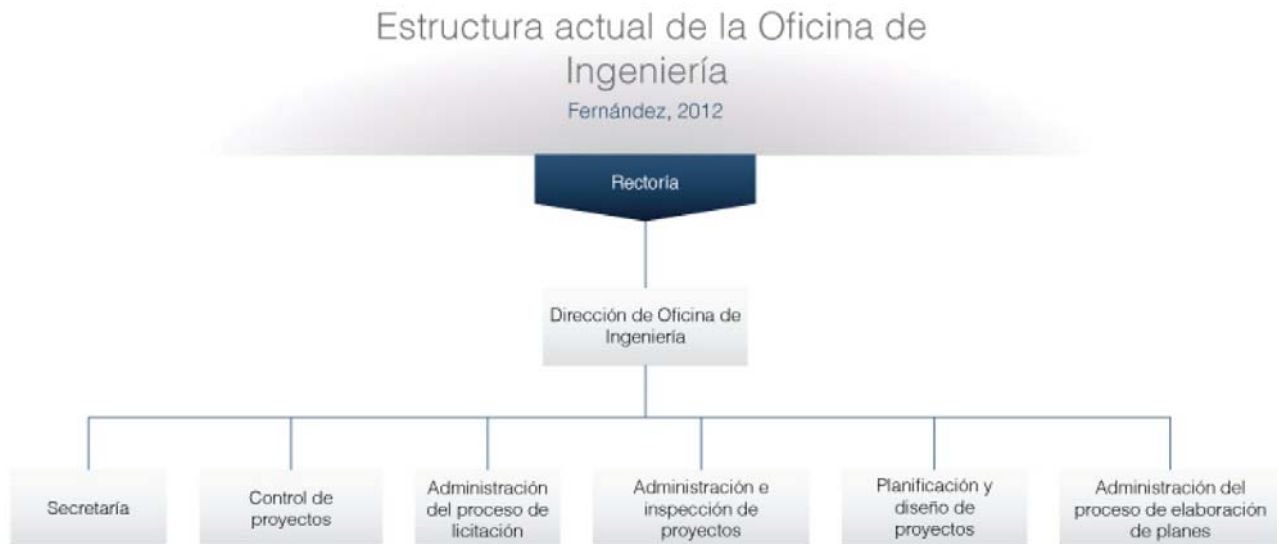 Estructura actual de la Oficina de
Ingeniería
Fernández, 2012
Rectoría
Dirección de Oficina de
Ingeniería
Secretaría
Control de
proyectos
Administración
del proceso de
licitación
Administración e
inspección de
proyectos
Planificación y
diseño de
proyectos
Administración del
proceso de elaboración
de planes